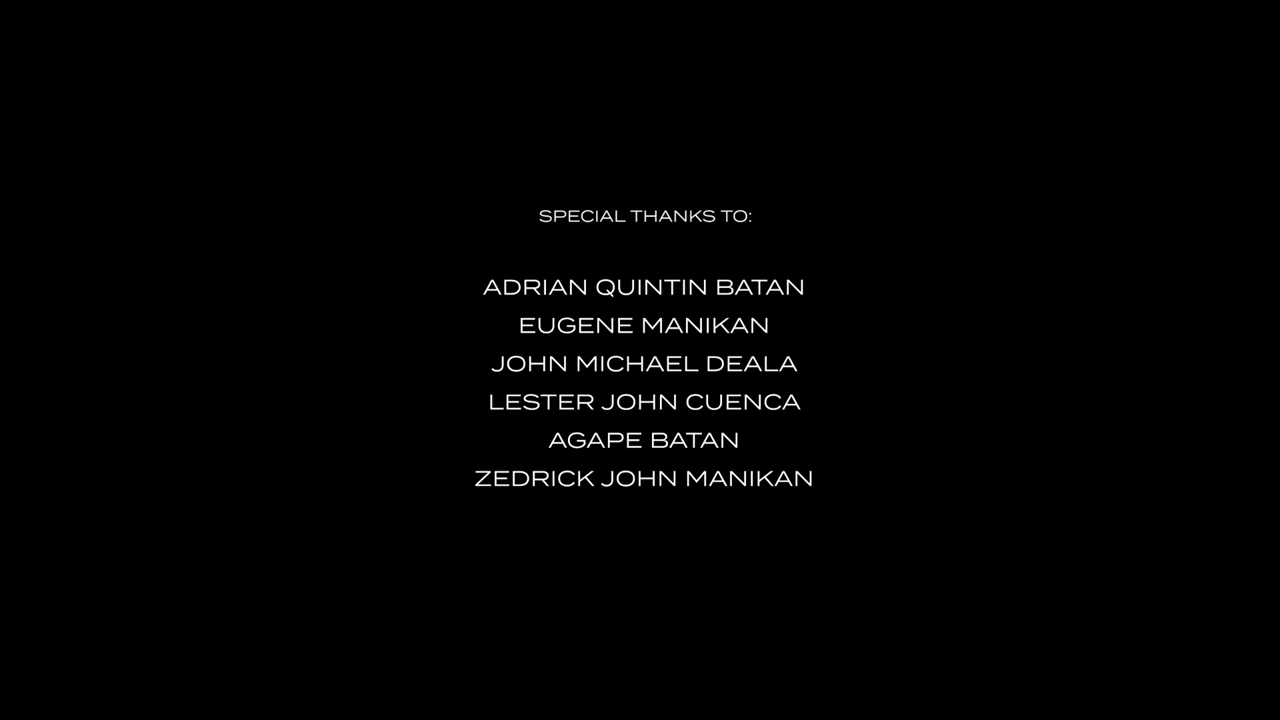 SPECIAL THANKS TO:
ADRIAN QUINTIN BATAN
EUGENE MANIKAN
JOHN MICHAEL DEALA
LESTER JOHN CUENCA
AGAPE BATAN
ZEDRICK JOHN MANIKAN